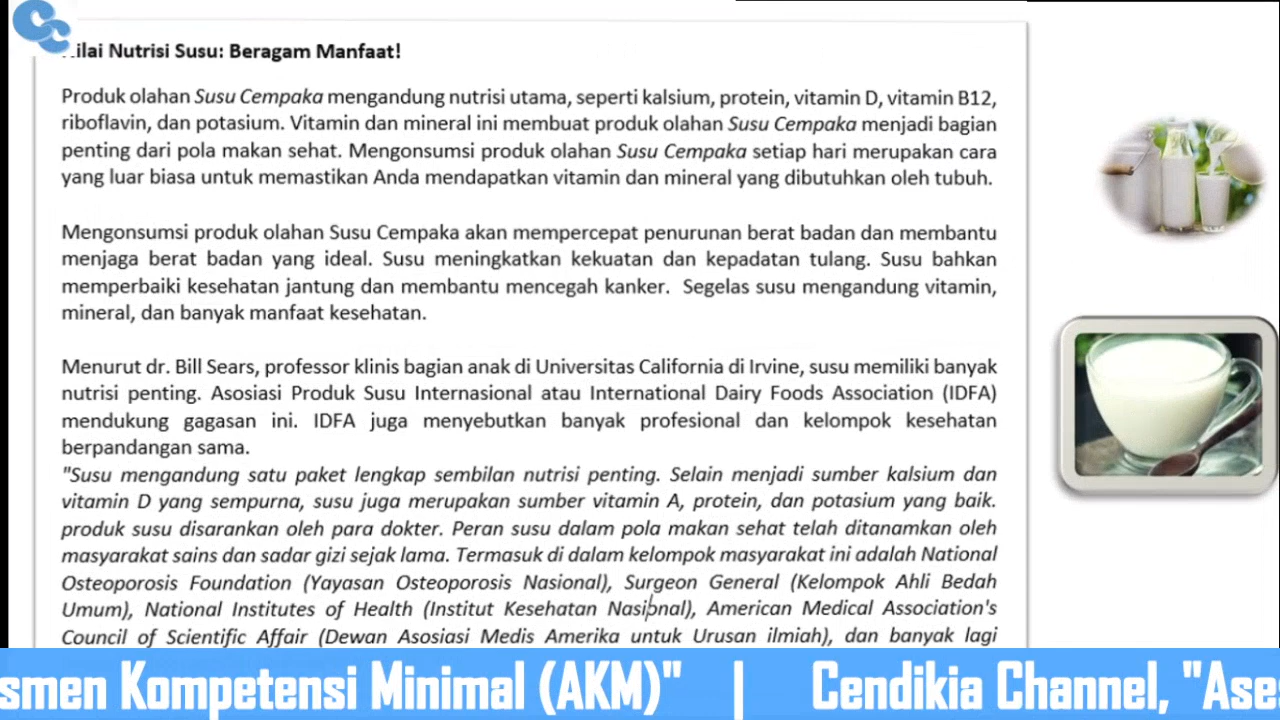 CC
ilai Nutrisi Susu: Beragam Manfaat!
Produk olahan Susu Cempaka mengandung nutrisi utama, seperti kalsium, protein, vitamin D, vitamin B12,
riboflavin, dan potasium. Vitamin dan mineral ini membuat produk olahan Susu Cempaka menjadi bagian
penting dari pola makan sehat. Mengonsumsi produk olahan Susu Cempaka setiap hari merupakan cara
yang luar biasa untuk memastikan Anda mendapatkan vitamin dan mineral yang dibutuhkan oleh tubuh.
Mengonsumsi produk olahan Susu Cempaka akan mempercepat penurunan berat badan dan membantu
menjaga berat badan yang ideal. Susu meningkatkan kekuatan dan kepadatan tulang. Susu bahkan
memperbaiki kesehatan jantung dan membantu mencegah kanker. Segelas susu mengandung vitamin,
mineral, dan banyak manfaat kesehatan.
Menurut dr. Bill Sears, professor klinis bagian anak di Universitas California di Irvine, susu memiliki banyak
nutrisi penting. Asosiasi Produk Susu Internasional atau International Dairy Foods Association (IDFA)
mendukung gagasan ini. IDFA juga menyebutkan banyak profesional dan kelompok kesehatan
berpandangan sama.
"Susu mengandung satu paket lengkap sembilan nutrisi penting. Selain menjadi sumber kalsium dan
vitamin D yang sempurna, susu juga merupakan sumber vitamin A, protein, dan potasium yang baik.
produk susu disarankan oleh para dokter. Peran susu dalam pola makan sehat telah ditanamkan oleh
masyarakat sains dan sadar gizi sejak lama. Termasuk di dalam kelompok masyarakat ini adalah National
Osteoporosis Foundation (Yayasan Osteoporosis Nasional), Surgeon General (Kelompok Ahli Bedah
Umum), National Institutes of Health (Institut Kesehatan Nasional), American Medical Association's
Council of Scientific Affair (Dewan Asosiasi Medis Amerika untuk Urusan ilmiah), dan banyak lagi
smen Kompetensi Minimal (AKM)" | Cendikia Channel, "Ase